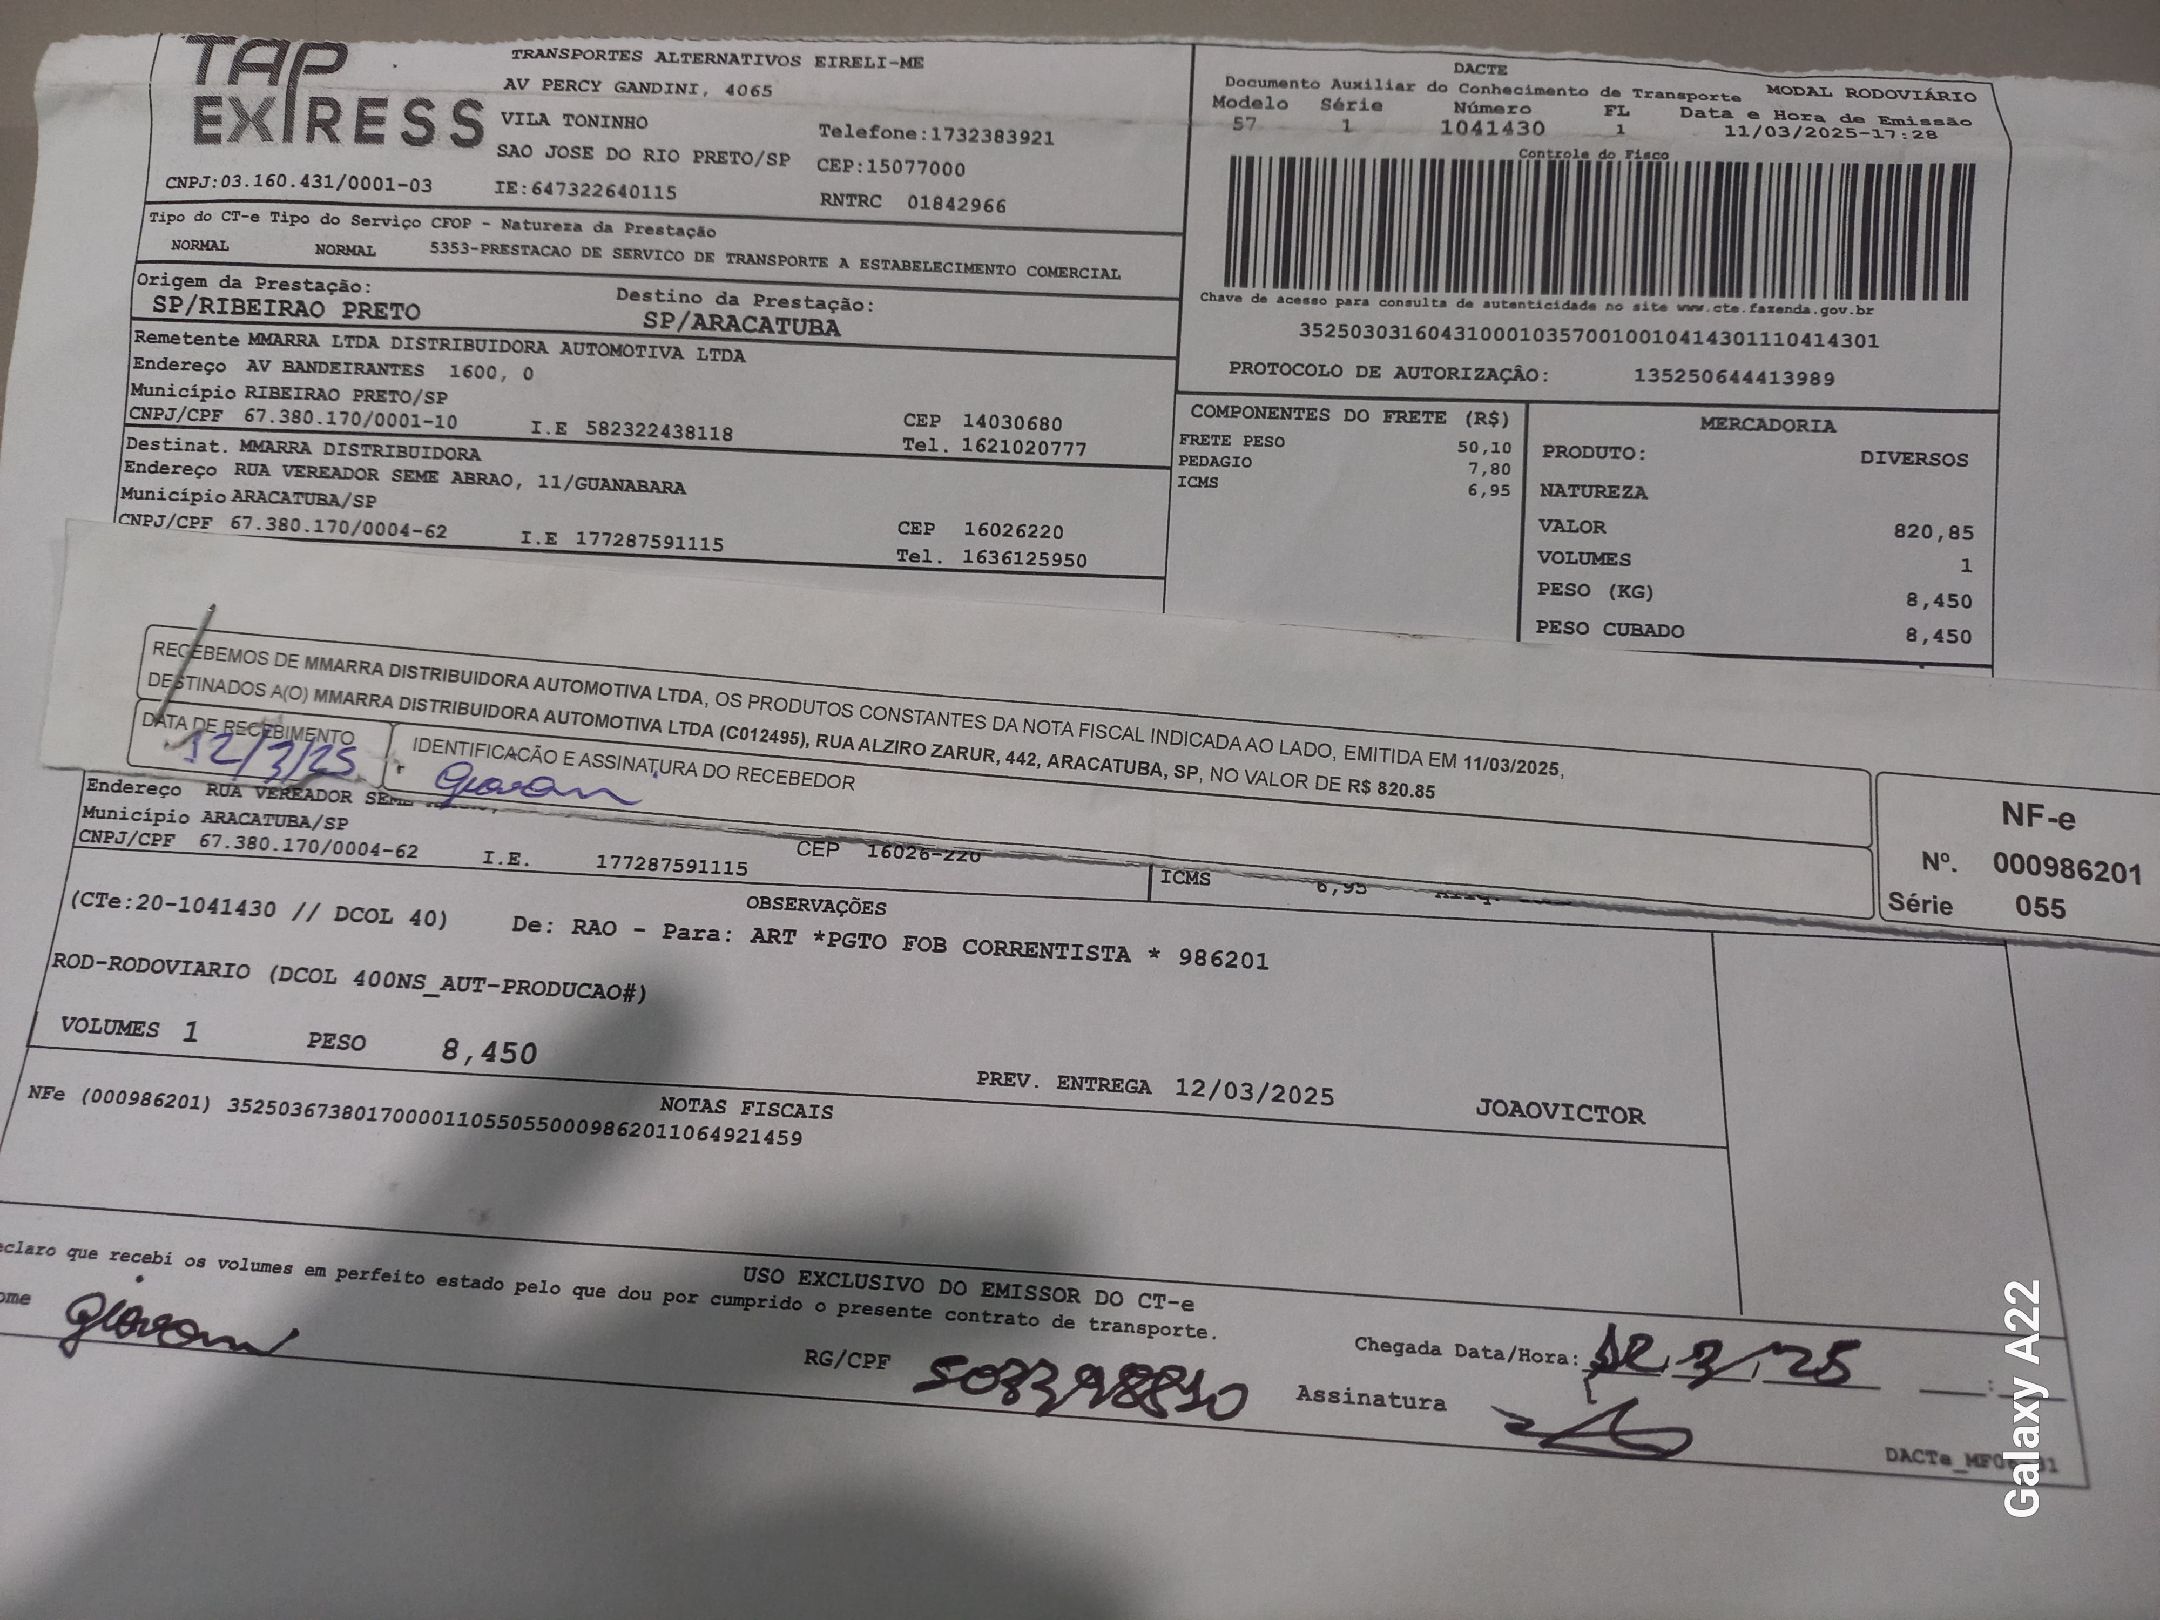 TAP EXPRESS
TRANSPORTES ALTERNATIVOS EIRELI-ME
AV PERCY GANDINI, 4065
VILA TONINHO
Telefone:1732383921
SAO JOSE DO RIO PRETO/SP CEP:15077000
CNPJ:03.160.431/0001-03 IE:647322640115 RNTRC 01842966
DACTE
Documento Auxiliar do Conhecimento de Transporte MODAL RODOVIÁRIO
Modelo Série Número FL Data e Hora de Emissão
57 1 1041430 1 11/03/2025-17:28
Controle do Fisco
Chave de acesso para consulta de autenticidade no site www.cte.fazenda.gov.br
35250303160431000103570010010414301110414301
PROTOCOLO DE AUTORIZAÇÃO: 135250644413989
Tipo do CT-e Tipo do Serviço CFOP - Natureza da Prestação
NORMAL NORMAL 5353-PRESTACAO DE SERVICO DE TRANSPORTE A ESTABELECIMENTO COMERCIAL
Origem da Prestação: Destino da Prestação:
SP/RIBEIRAO PRETO SP/ARACATUBA
Remetente MMARRA LTDA DISTRIBUIDORA AUTOMOTIVA LTDA
Endereço AV BANDEIRANTES 1600, 0
Município RIBEIRAO PRETO/SP CEP 14030680
CNPJ/CPF 67.380.170/0001-10 I.E 582322438118 Tel. 1621020777
Destinat. MMARRA DISTRIBUIDORA
Endereço RUA VEREADOR SEME ABRAO, 11/GUANABARA
Município ARACATUBA/SP CEP 16026220
CNPJ/CPF 67.380.170/0004-62 I.E 177287591115 Tel. 1636125950
COMPONENTES DO FRETE (R$)
FRETE PESO 50,10
PEDAGIO 7,80
ICMS 6,95
MERCADORIA
PRODUTO: DIVERSOS
NATUREZA
VALOR 820,85
VOLUMES 1
PESO (KG) 8,450
PESO CUBADO 8,450
RECEBEMOS DE MMARRA DISTRIBUIDORA AUTOMOTIVA LTDA, OS PRODUTOS CONSTANTES DA NOTA FISCAL INDICADA AO LADO, EMITIDA EM 11/03/2025,
DESTINADOS A(O) MMARRA DISTRIBUIDORA AUTOMOTIVA LTDA (C012495), RUA ALZIRO ZARUR, 442, ARACATUBA, SP, NO VALOR DE R$ 820.85
DATA DE RECEBIMENTO IDENTIFICAÇÃO E ASSINATURA DO RECEBEDOR
12/3/25
NF-e
Nº. 000986201
Série 055
Endereço RUA VEREADOR SEME
Município ARACATUBA/SP CEP 16026-220
CNPJ/CPF 67.380.170/0004-62 I.E. 177287591115
ICMS 6,95
OBSERVAÇÕES
(CTe:20-1041430 // DCOL 40) De: RAO - Para: ART *PGTO FOB CORRENTISTA * 986201
ROD-RODOVIARIO (DCOL 400NS_AUT-PRODUCAO#)
VOLUMES 1 PESO 8,450 PREV. ENTREGA 12/03/2025 JOAOVICTOR
NOTAS FISCAIS
NFe (000986201) 35250367380170000110550550009862011064921459
USO EXCLUSIVO DO EMISSOR DO CT-e
eclaro que recebi os volumes em perfeito estado pelo que dou por cumprido o presente contrato de transporte.
ome Giovani RG/CPF Chegada Data/Hora: 12 3 25 :
Assinatura
Galaxy A22